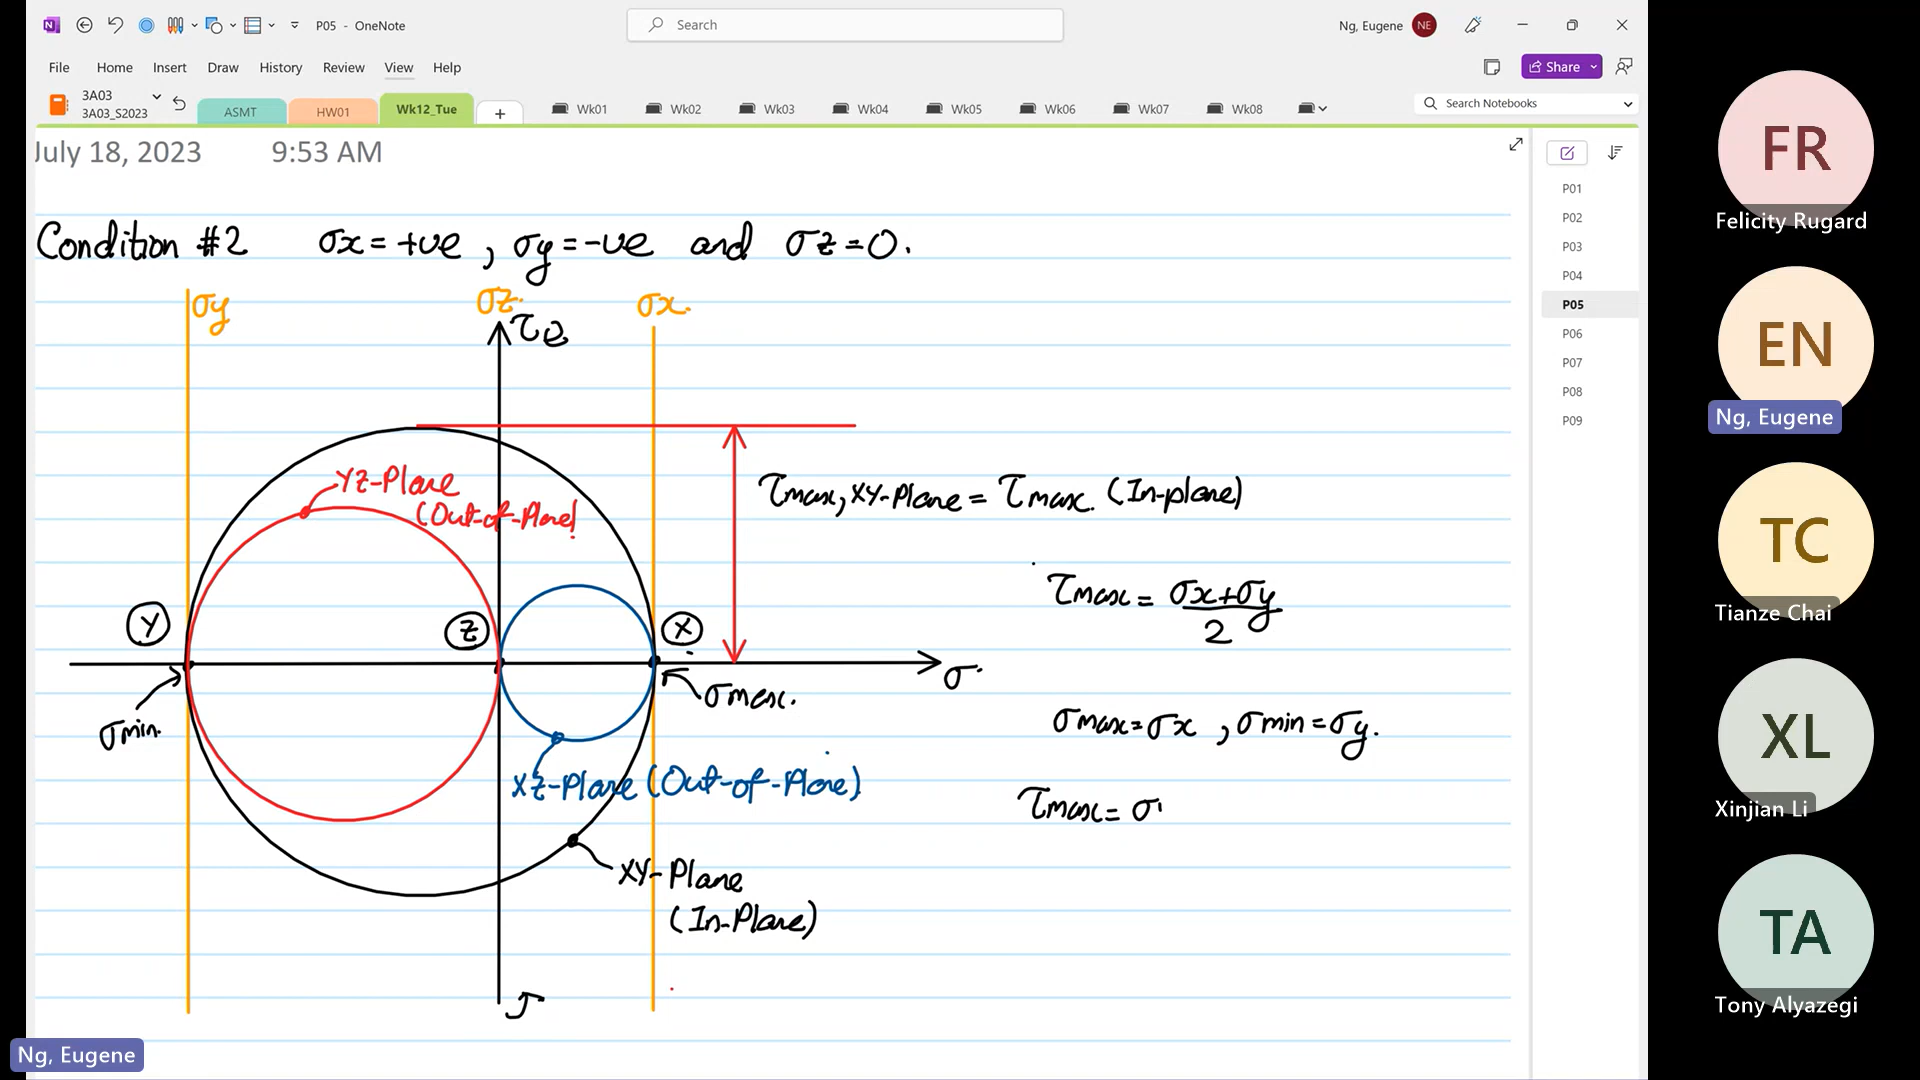 P05 - OneNote
Search
Ng, Eugene
NE
File Home Insert Draw History Review View Help
Share
3A03
3A03_S2023
ASMT
HW01
Wk12_Tue
+
Wk01
Wk02
Wk03
Wk04
Wk05
Wk06
Wk07
Wk08
Search Notebooks
July 18, 2023 9:53 AM
P01
P02
P03
P04
P05
P06
P07
P08
P09
Condition #2 σx = +ve , σy = -ve and σz = 0.
σy
σz
σx
τ
YZ-Plane
(Out-of-Plane)
τmax, XY-Plane = τmax. (In-plane)
τmax = σx+σy
2
Y
Z
X
σ
σmin.
σmax.
σmax = σx , σmin = σy.
XZ-Plane (Out-of-Plane)
τmax = σ
XY-Plane
(In-Plane)
FR
Felicity Rugard
EN
Ng, Eugene
TC
Tianze Chai
XL
Xinjian Li
TA
Tony Alyazegi
Ng, Eugene